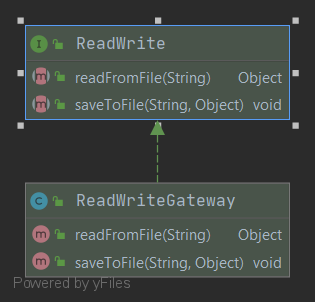 I ReadWrite
m readFromFile(String) Object
m saveToFile(String, Object) void
C ReadWriteGateway
m readFromFile(String) Object
m saveToFile(String, Object) void
Powered by yFiles